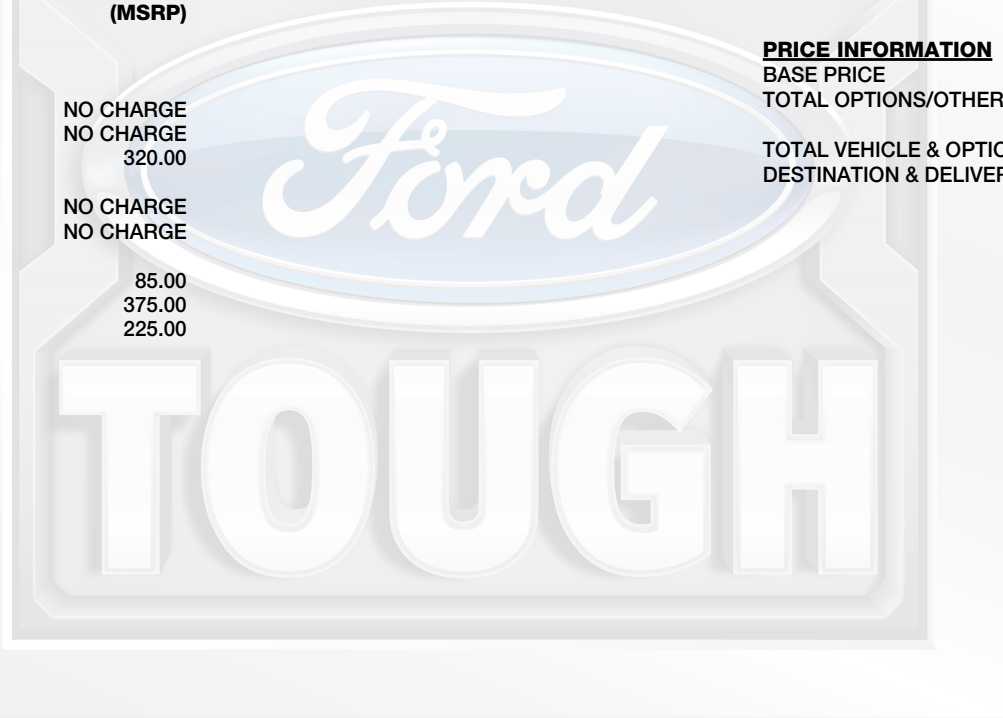 (MSRP)
NO CHARGE
NO CHARGE
320.00
NO CHARGE
NO CHARGE
85.00
375.00
225.00
PRICE INFORMATION
BASE PRICE
TOTAL OPTIONS/OTHER
TOTAL VEHICLE & OPTIO
DESTINATION & DELIVER
Ford
TOUGH